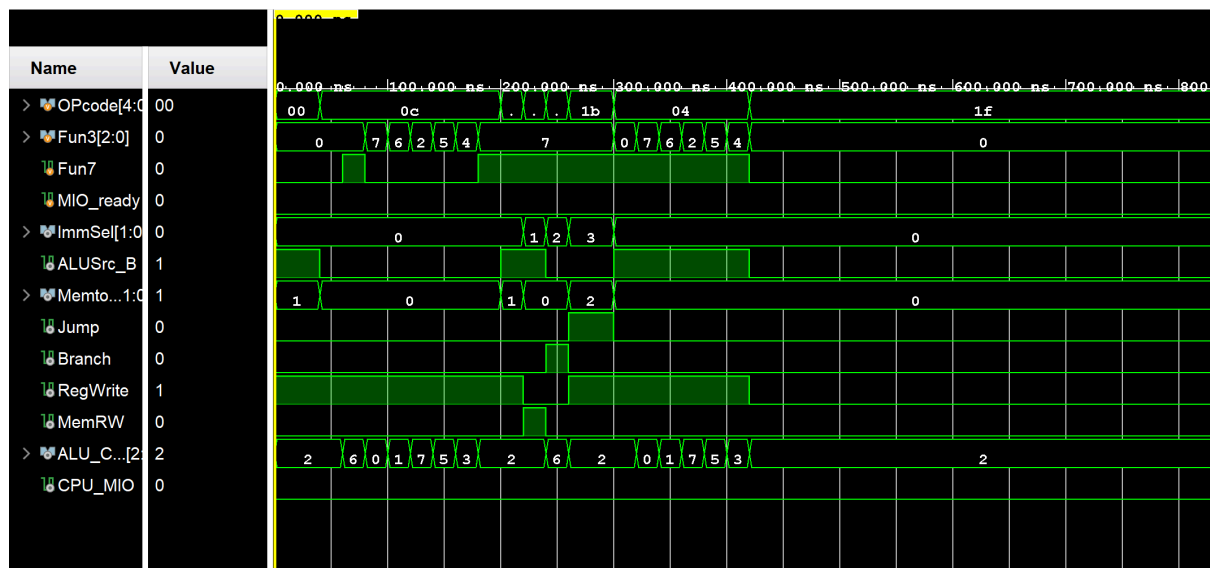 0.000 ns
Name Value
0.000 ns 100.000 ns 200.000 ns 300.000 ns 400.000 ns 500.000 ns 600.000 ns 700.000 ns 800
OPcode[4:0 00 00 0c . . . 1b 04 1f
Fun3[2:0] 0 0 7 6 2 5 4 7 0 7 6 2 5 4 0
Fun7 0
MIO_ready 0
ImmSel[1:0 0 0 1 2 3 0
ALUSrc_B 1
Memto...1:0 1 1 0 1 0 2 0
Jump 0
Branch 0
RegWrite 1
MemRW 0
ALU_C...[2: 2 2 6 0 1 7 5 3 2 6 2 0 1 7 5 3 2
CPU_MIO 0